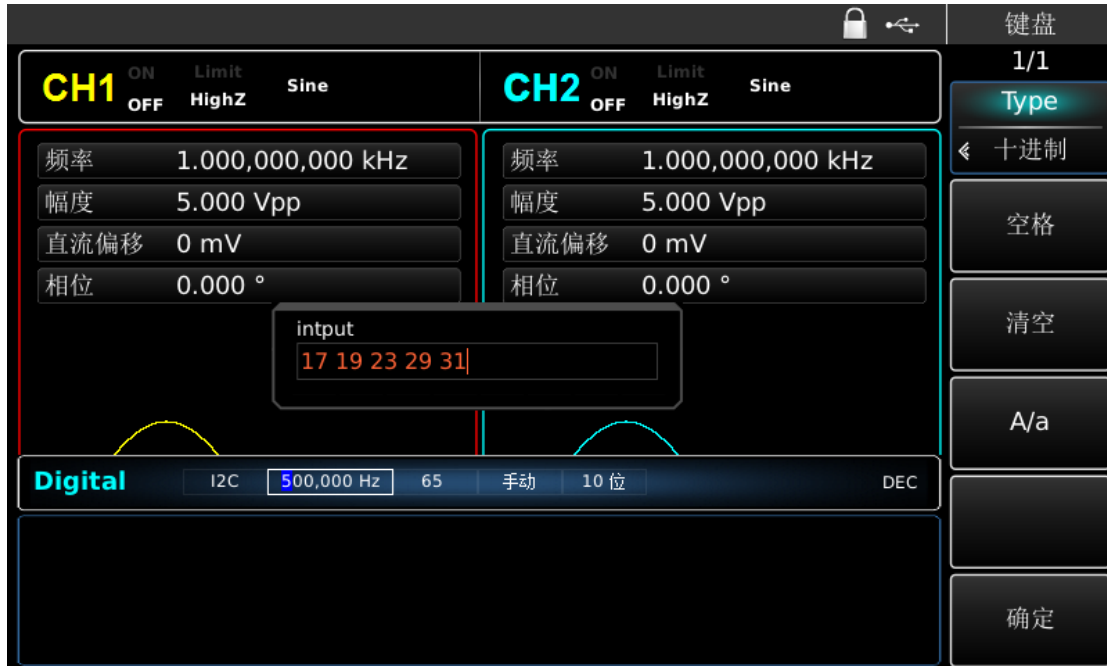 键盘
1/1
CH1 ON OFF Limit HighZ Sine
CH2 ON OFF Limit HighZ Sine
Type
十进制
频率 1.000,000,000 kHz
幅度 5.000 Vpp
直流偏移 0 mV
相位 0.000 °
频率 1.000,000,000 kHz
幅度 5.000 Vpp
直流偏移 0 mV
相位 0.000 °
空格
清空
A/a
确定
intput
17 19 23 29 31
Digital I2C 500,000 Hz 65 手动 10 位 DEC